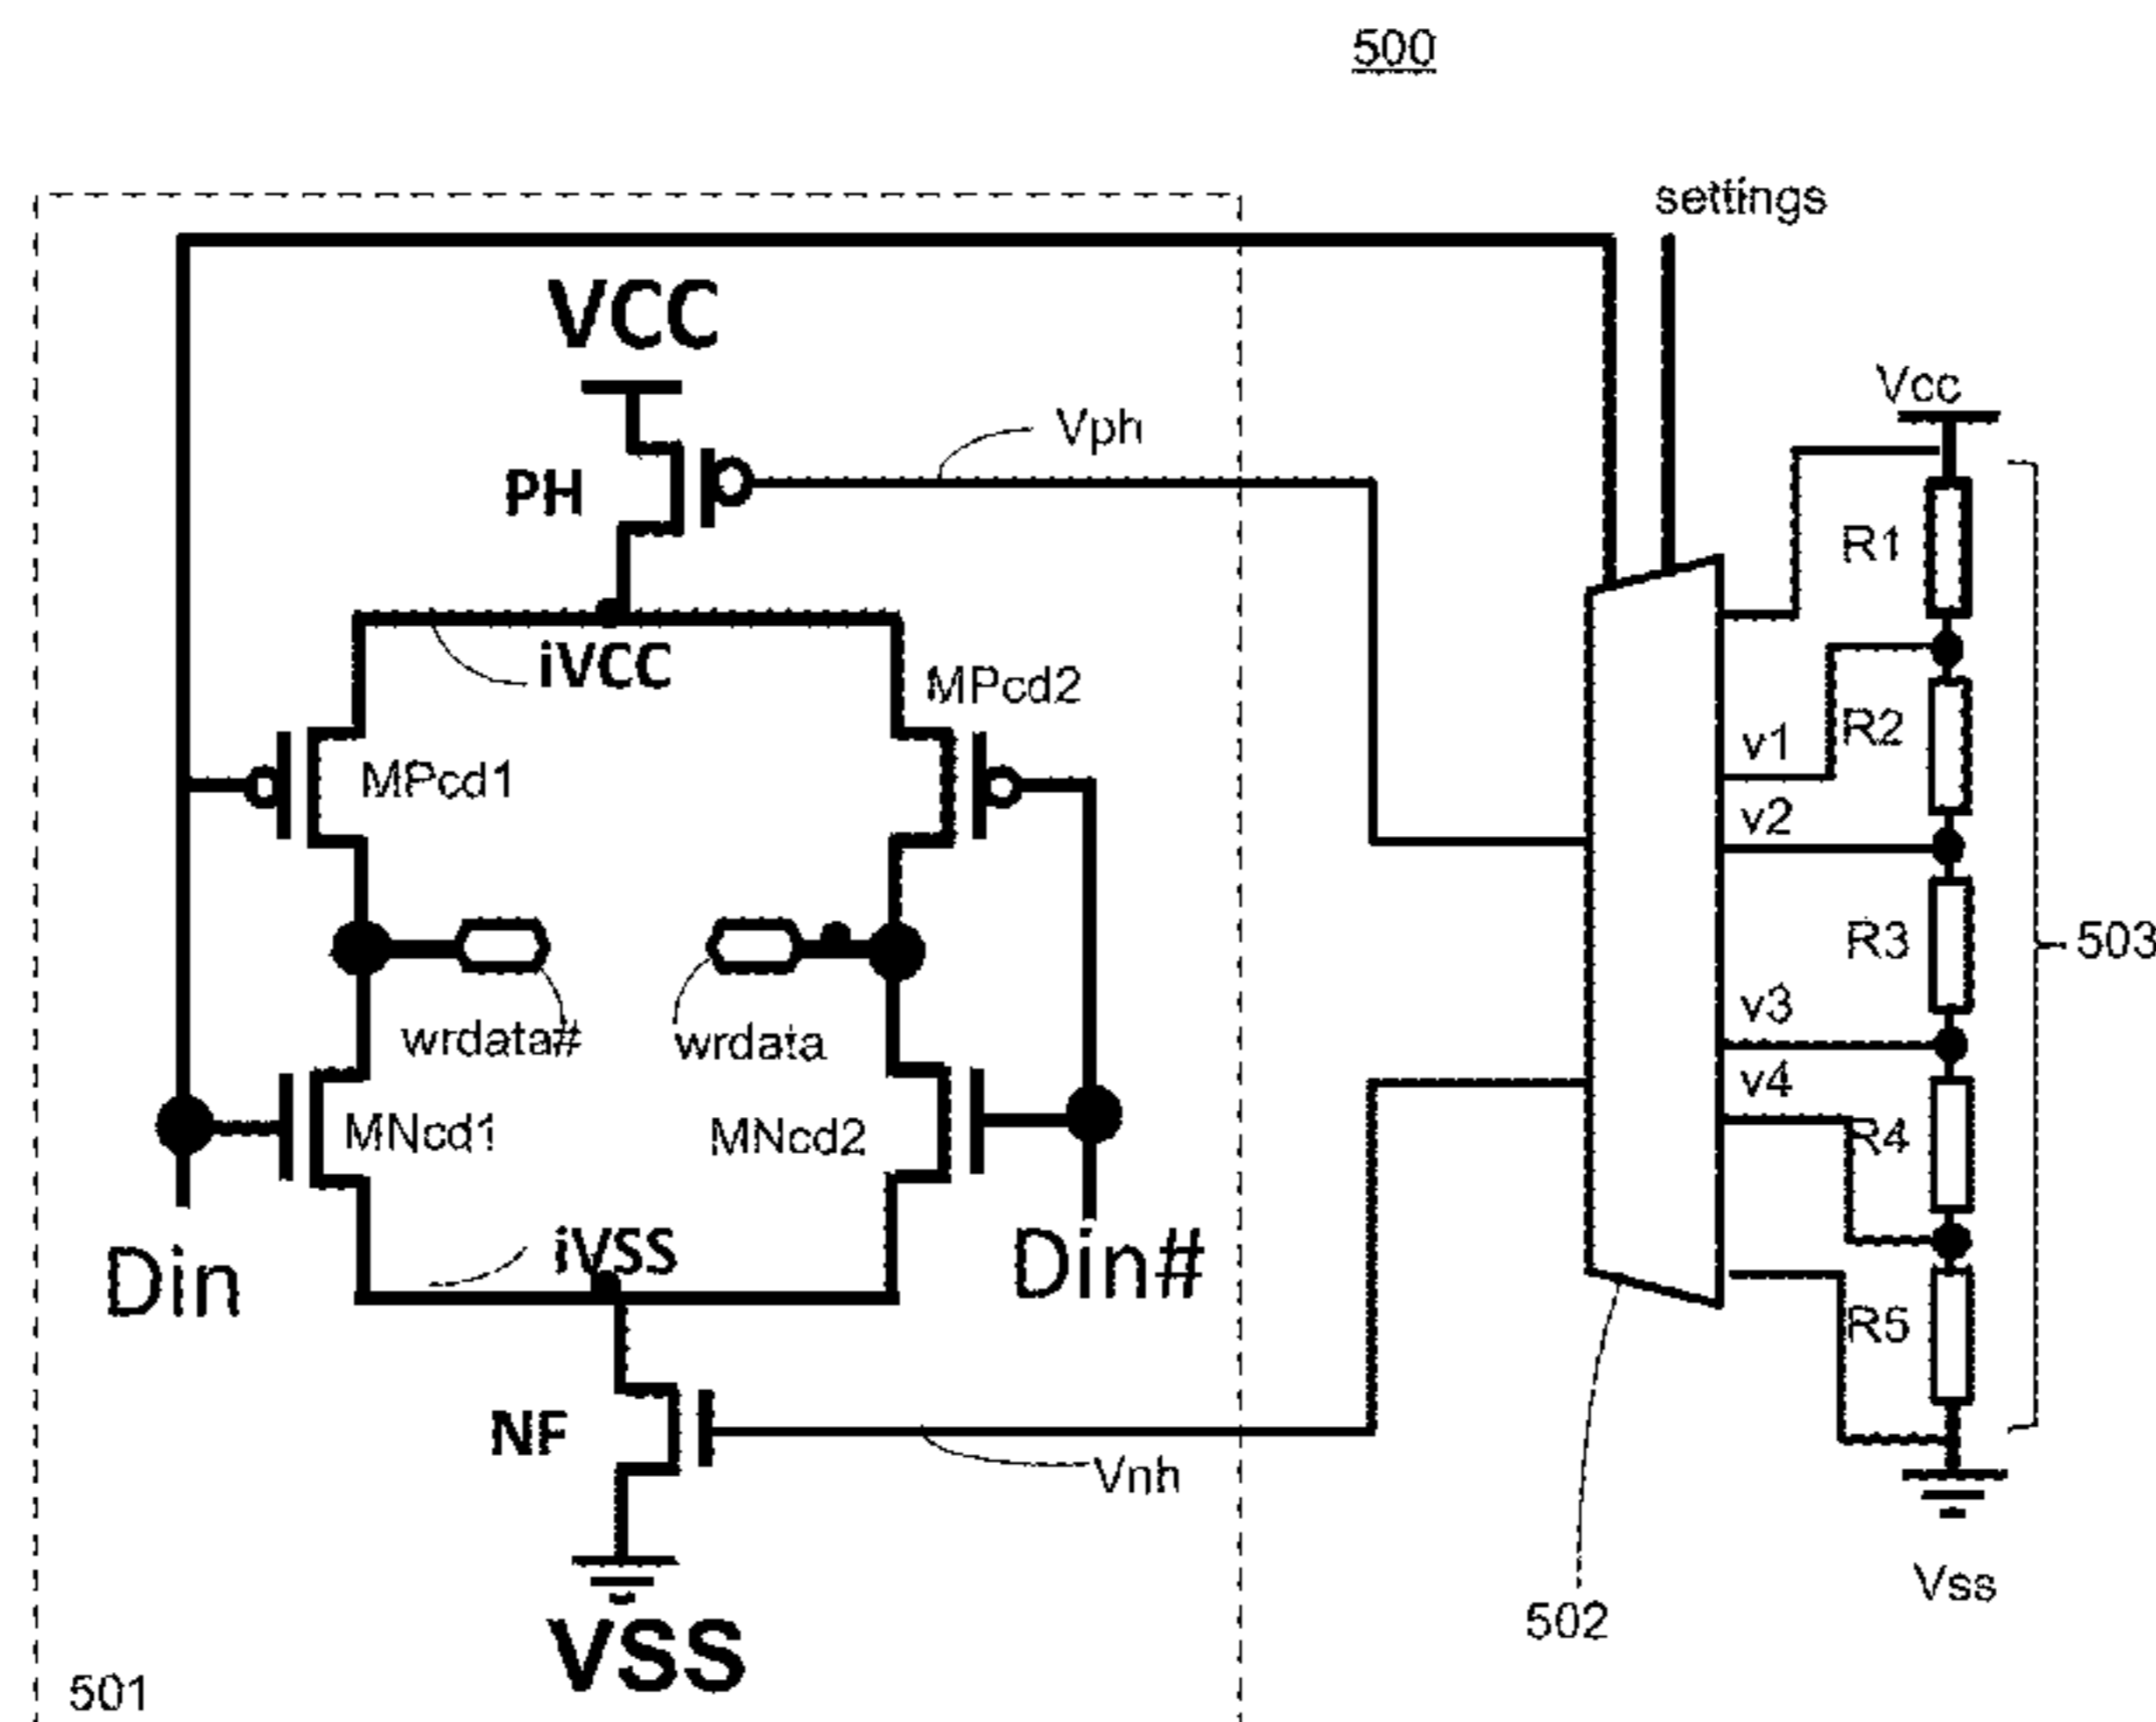 500
settings
VCC
Vcc
Vph
PH
R1
iVCC
MPcd2
R2
v1
MPcd1
v2
R3
503
wrdata#
wrdata
v3
v4
MNcd1
MNcd2
R4
iVSS
Din
Din#
R5
NF
Vnh
Vss
502
VSS
501